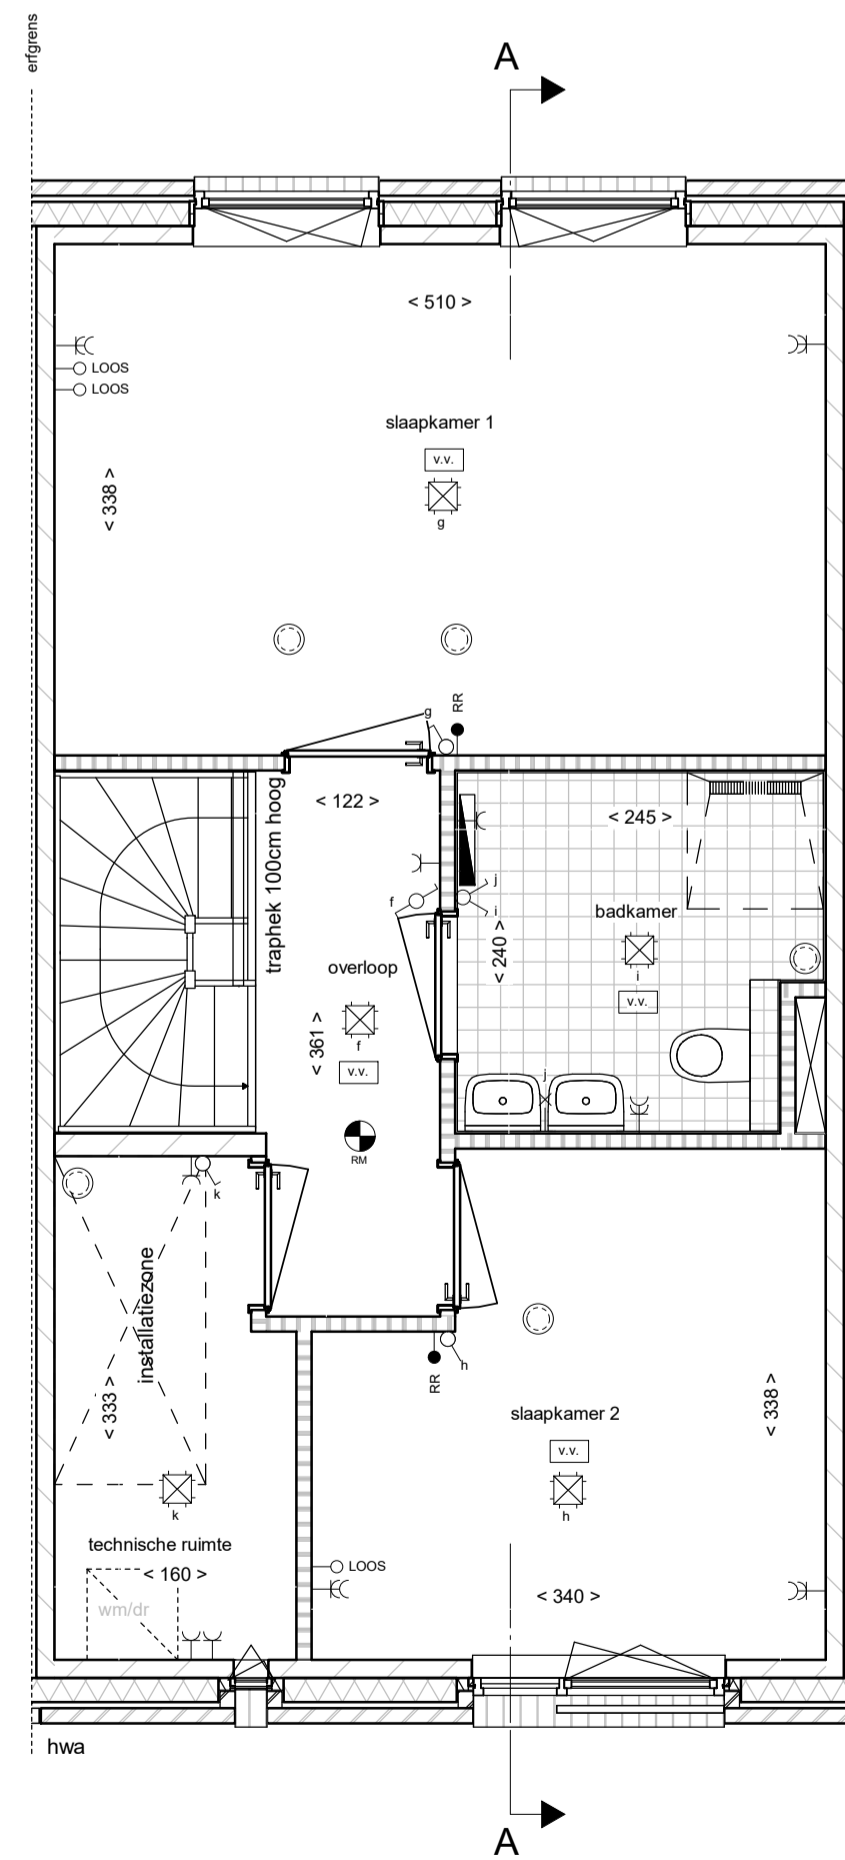 erfgrens
A
< 510 >
LOOS
LOOS
slaapkamer 1
v.v.
g
< 338 >
g
RR
traphek 100cm hoog
< 122 >
< 245 >
f
j
i
badkamer
< 240 >
overloop
i
v.v.
< 361 >
f
v.v.
j
RM
k
installatiezone
h
RR
< 333 >
< 338 >
slaapkamer 2
v.v.
h
k
technische ruimte
< 160 >
LOOS
wm/dr
< 340 >
hwa
A